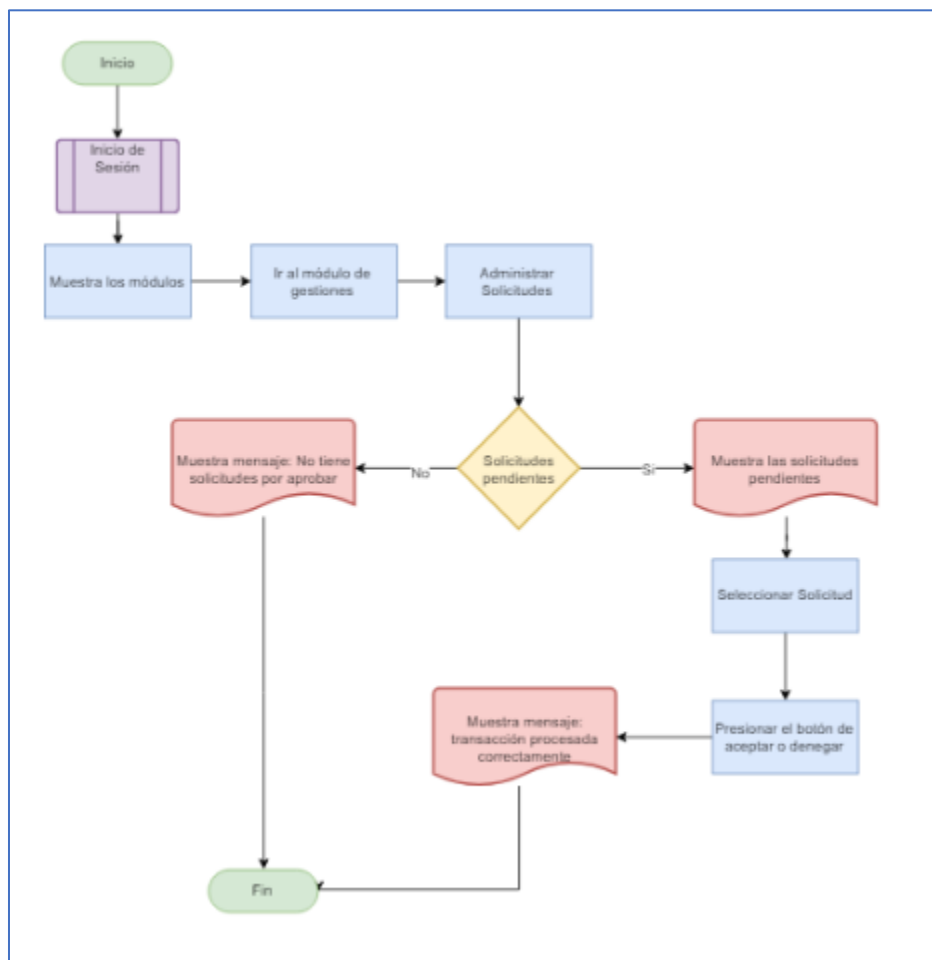 Inicio
Inicio de
Sesión
Muestra los módulos
Ir al módulo de
gestiones
Administrar
Solicitudes
Muestra mensaje: No tiene
solicitudes por aprobar
No
Solicitudes
pendientes
Si
Muestra las solicitudes
pendientes
Seleccionar Solicitud
Presionar el botón de
aceptar o denegar
Muestra mensaje:
transacción procesada
correctamente
Fin